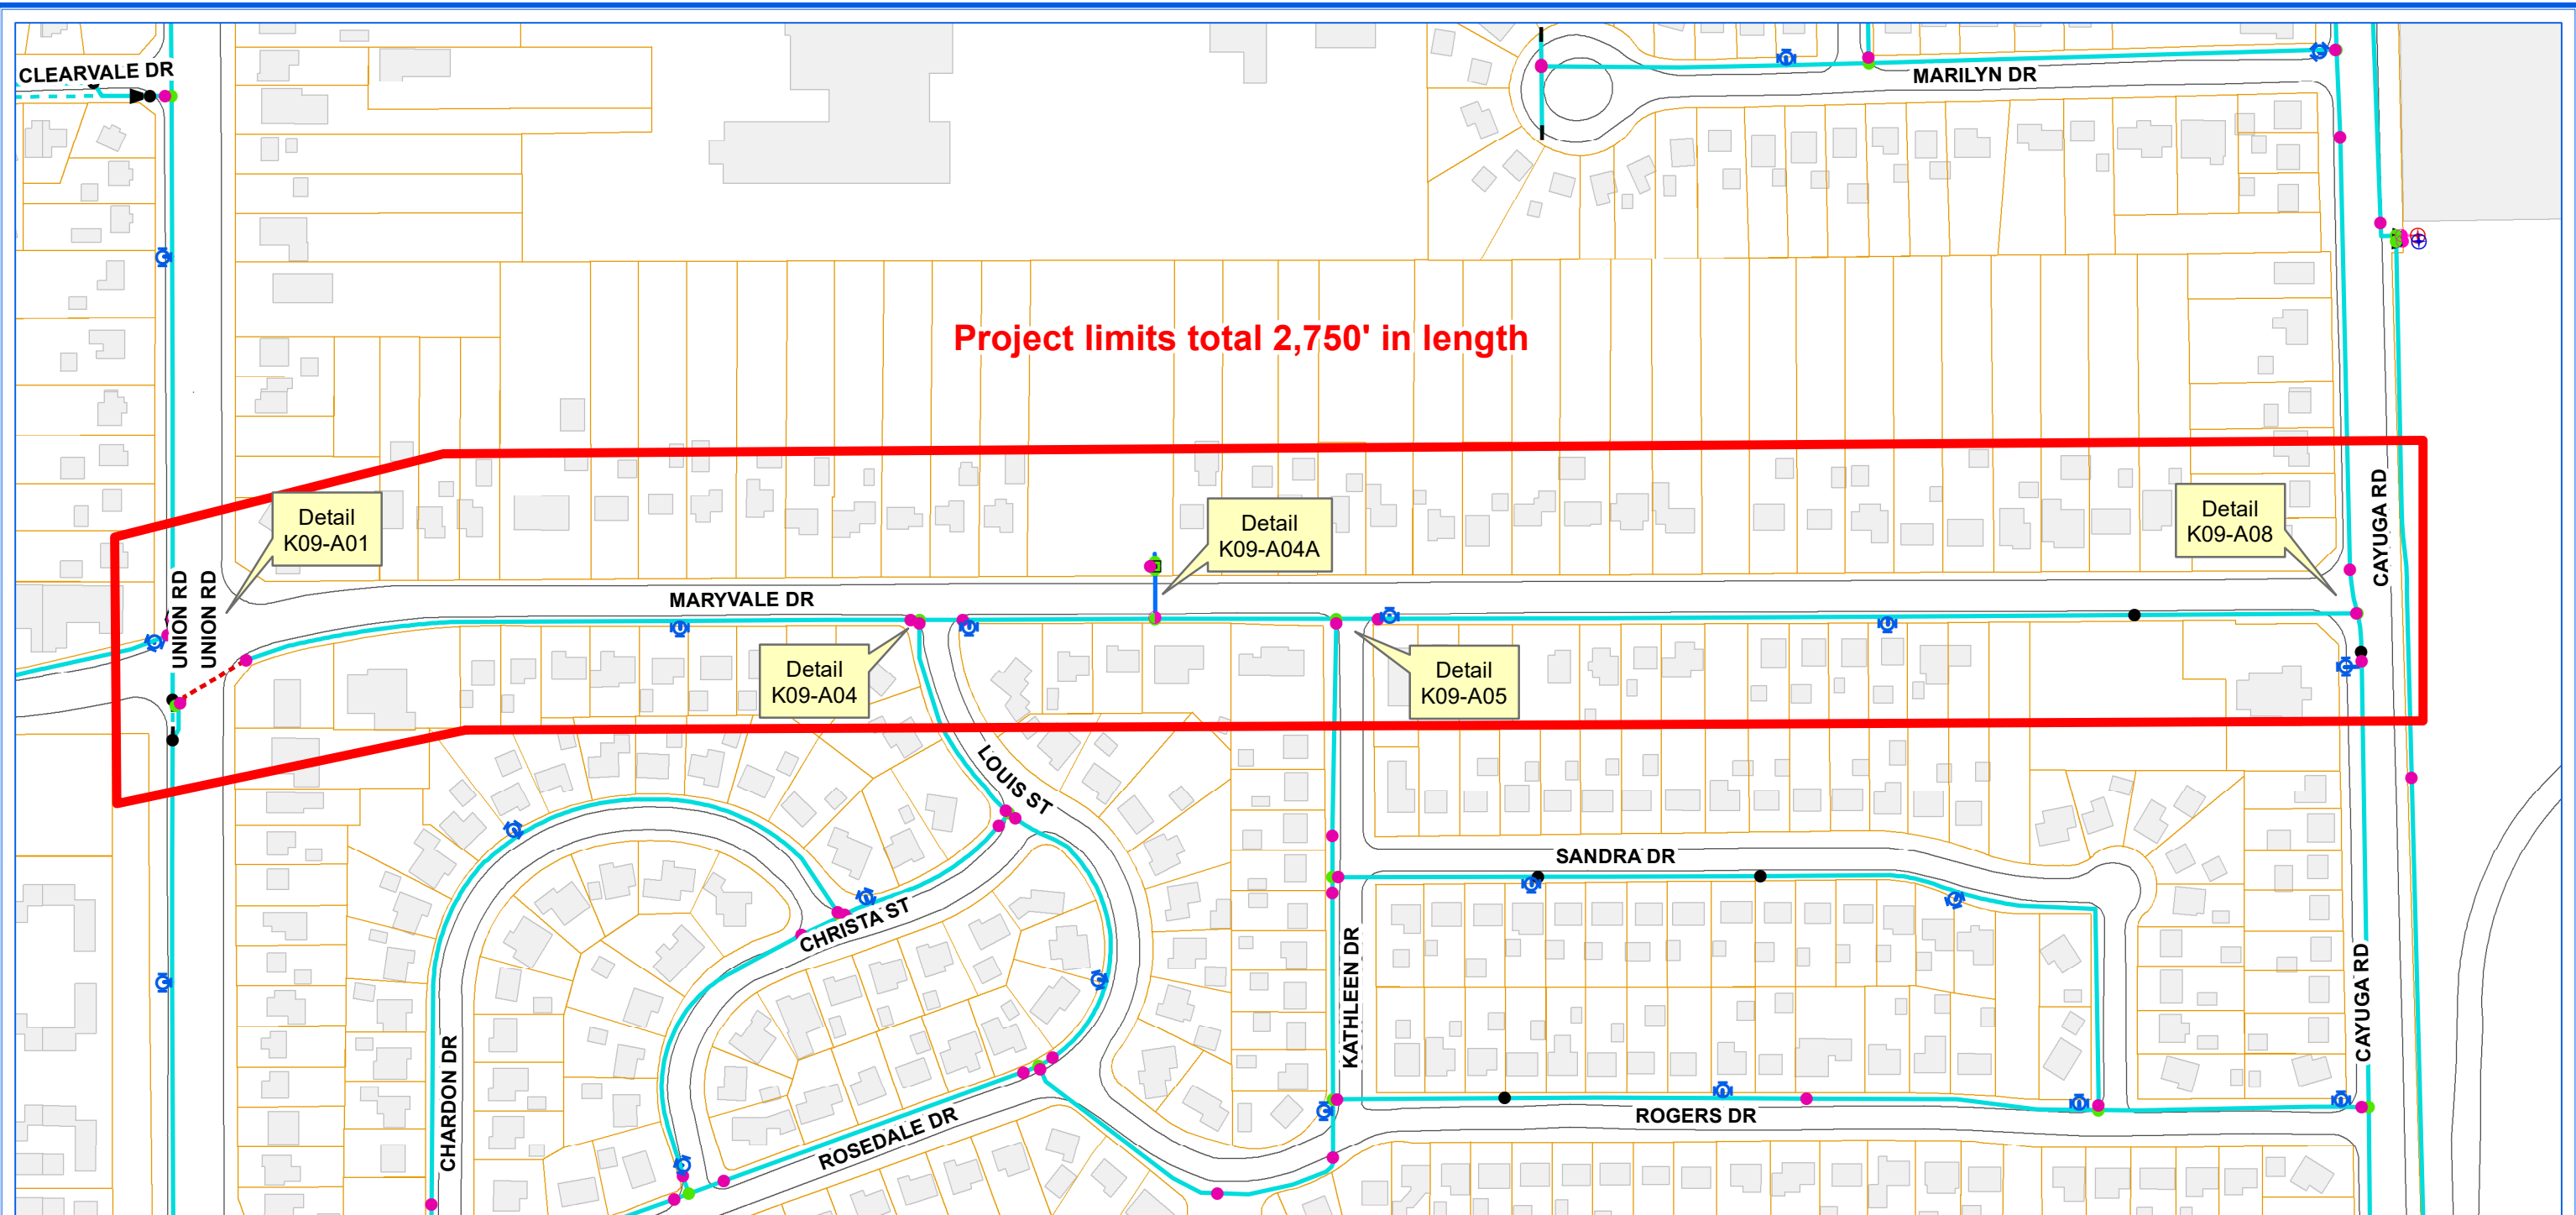 CLEARVALE DR
MARILYN DR
Project limits total 2,750' in length
Detail
K09-A01
Detail
K09-A04A
Detail
K09-A08
CAYUGA RD
UNION RD
UNION RD
MARYVALE DR
Detail
K09-A04
Detail
K09-A05
LOUIS ST
SANDRA DR
CHRISTA ST
KATHLEEN DR
CAYUGA RD
CHARDON DR
ROSEDALE DR
ROGERS DR